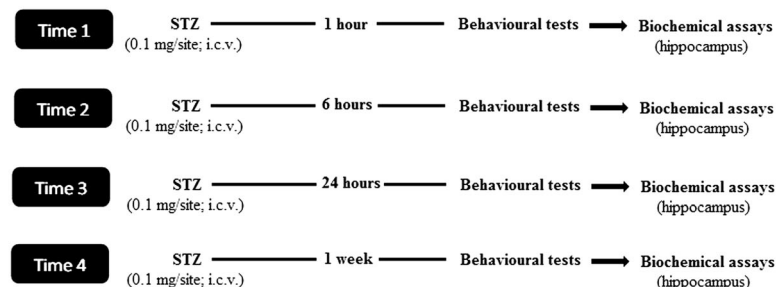 Time 1 STZ 1 hour Behavioural tests Biochemical assays
(0.1 mg/site; i.c.v.) (hippocampus)
Time 2 STZ 6 hours Behavioural tests Biochemical assays
(0.1 mg/site; i.c.v.) (hippocampus)
Time 3 STZ 24 hours Behavioural tests Biochemical assays
(0.1 mg/site; i.c.v.) (hippocampus)
Time 4 STZ 1 week Behavioural tests Biochemical assays
(0.1 mg/site; i.c.v.) (hippocampus)